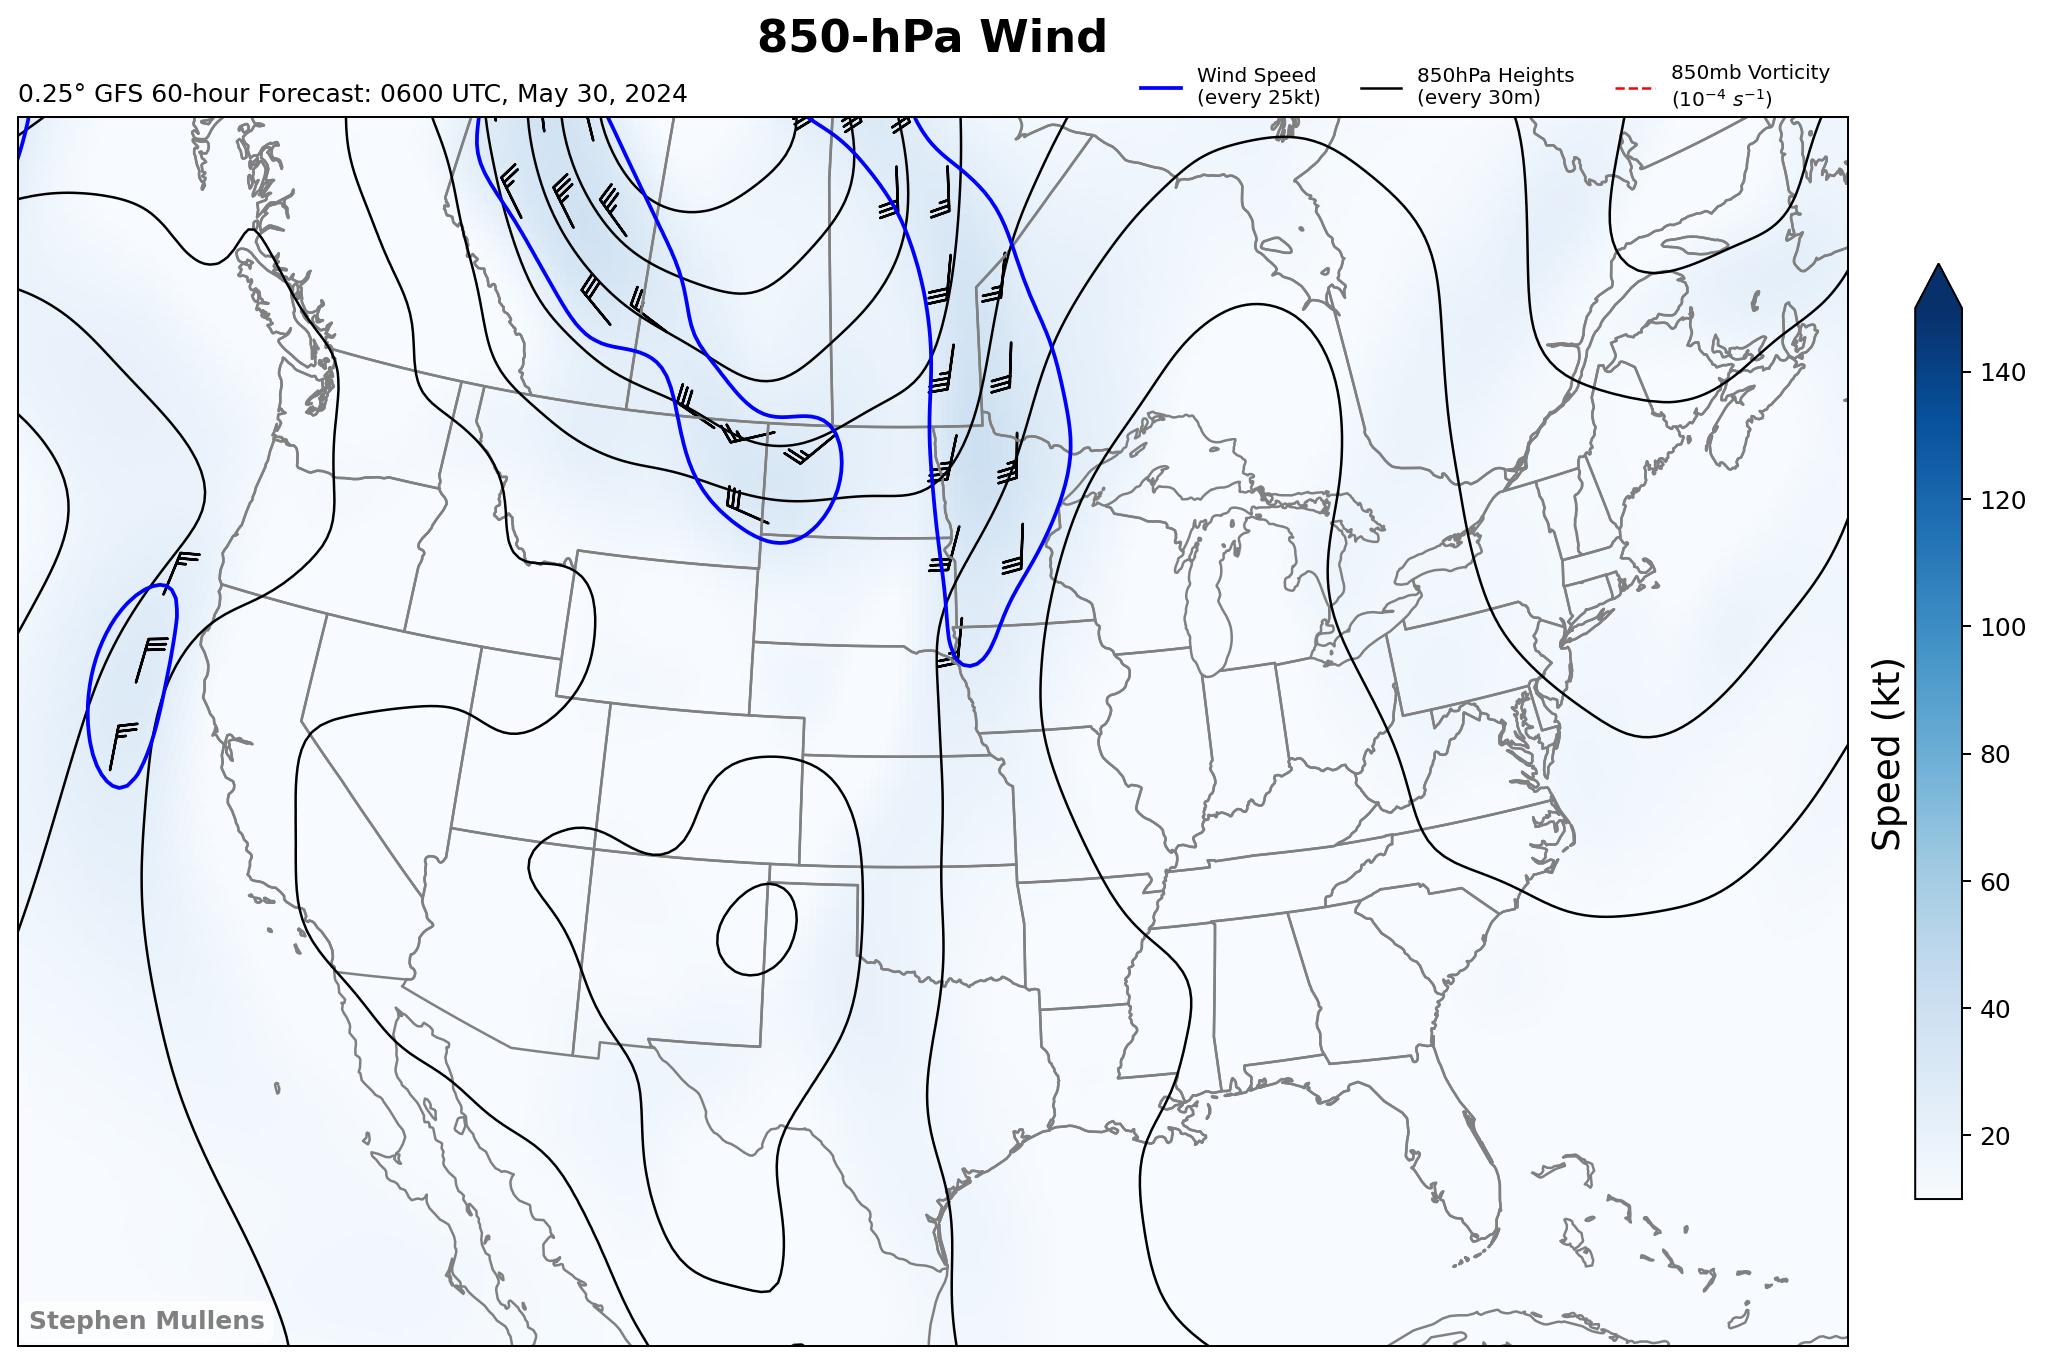 850-hPa Wind
0.25° GFS 60-hour Forecast: 0600 UTC, May 30, 2024
Wind Speed
(every 25kt)
850hPa Heights
(every 30m)
850mb Vorticity
(10⁻⁴ s⁻¹)
140
120
100
80
60
40
20
Speed (kt)
Stephen Mullens